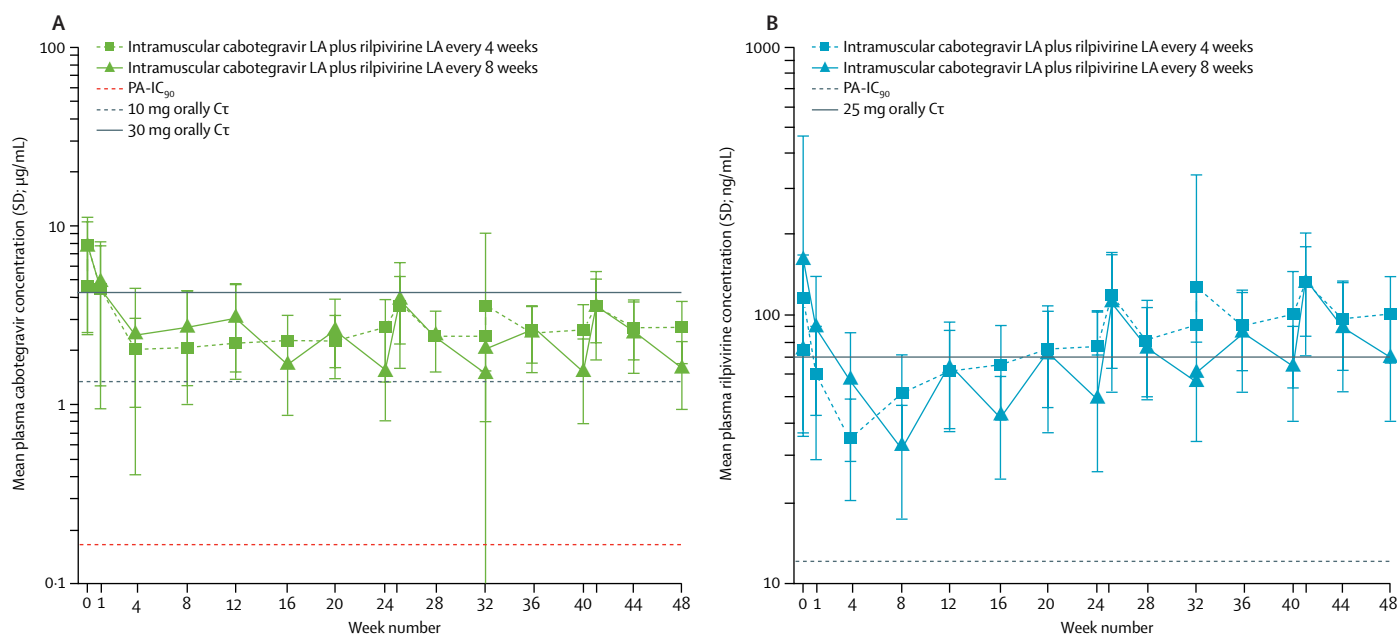 A
Intramuscular cabotegravir LA plus rilpivirine LA every 4 weeks
Intramuscular cabotegravir LA plus rilpivirine LA every 8 weeks
PA-IC90
10 mg orally Cτ
30 mg orally Cτ
Mean plasma cabotegravir concentration (SD; μg/mL)
100
10
1
0·1
0 1 4 8 12 16 20 24 28 32 36 40 44 48
Week number
B
Intramuscular cabotegravir LA plus rilpivirine LA every 4 weeks
Intramuscular cabotegravir LA plus rilpivirine LA every 8 weeks
PA-IC90
25 mg orally Cτ
Mean plasma rilpivirine concentration (SD; ng/mL)
1000
100
10
0 1 4 8 12 16 20 24 28 32 36 40 44 48
Week number